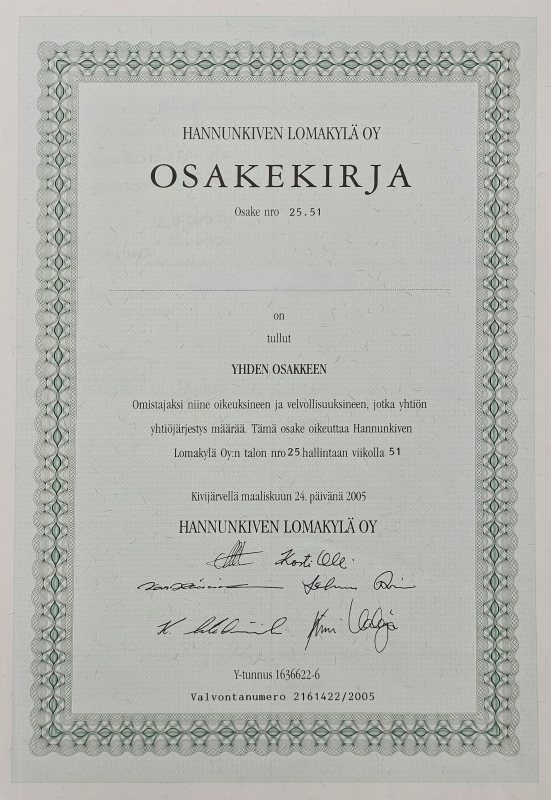 HANNUNKIVEN LOMAKYLÄ OY
OSAKEKIRJA
Osake nro 25.51
on
tullut
YHDEN OSAKKEEN
Omistajaksi niine oikeuksineen ja velvollisuuksineen, jotka yhtiön
yhtiöjärjestys määrää. Tämä osake oikeuttaa Hannunkiven
Lomakylä Oy:n talon nro 25 hallintaan viikolla 51
Kivijärvellä maaliskuun 24. päivänä 2005
HANNUNKIVEN LOMAKYLÄ OY
Y-tunnus 1636622-6
Valvontanumero 2161422/2005